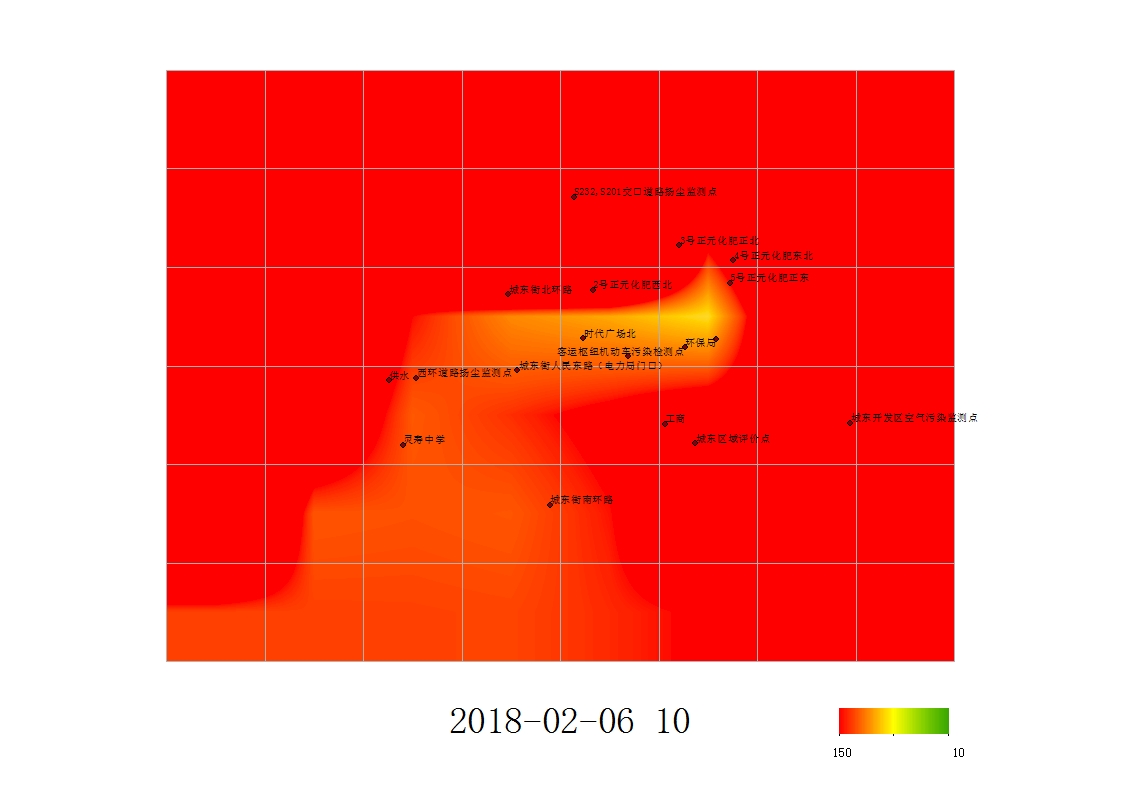 S232,S201交口道路扬尘监测点
3号正元化肥正北
4号正元化肥东北
5号正元化肥正东
2号正元化肥西北
城东街北环路
时代广场北
环保局
客运枢纽机动车污染检测点
城东街人民东路（电力局门口）
西环道路扬尘监测点
供水
工商
城东开发区空气污染监测点
灵寿中学
城东区域评价点
城东街南环路
2018-02-06 10
150
10